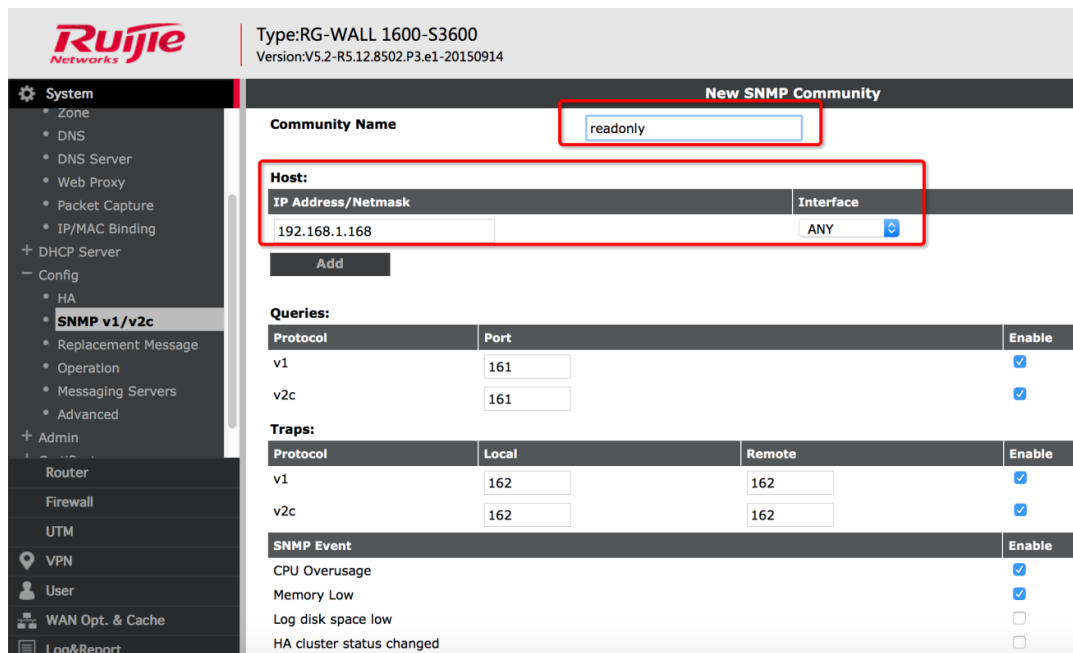 Ruijie
Networks
Type:RG-WALL 1600-S3600
Version:V5.2-R5.12.8502.P3.e1-20150914
System
Zone
DNS
DNS Server
Web Proxy
Packet Capture
IP/MAC Binding
DHCP Server
Config
HA
SNMP v1/v2c
Replacement Message
Operation
Messaging Servers
Advanced
Admin
Router
Firewall
UTM
VPN
User
WAN Opt. & Cache
Log&Report
New SNMP Community
Community Name readonly
Host:
IP Address/Netmask Interface
192.168.1.168 ANY
Add
Queries:
Protocol Port Enable
v1 161
v2c 161
Traps:
Protocol Local Remote Enable
v1 162 162
v2c 162 162
SNMP Event Enable
CPU Overusage
Memory Low
Log disk space low
HA cluster status changed